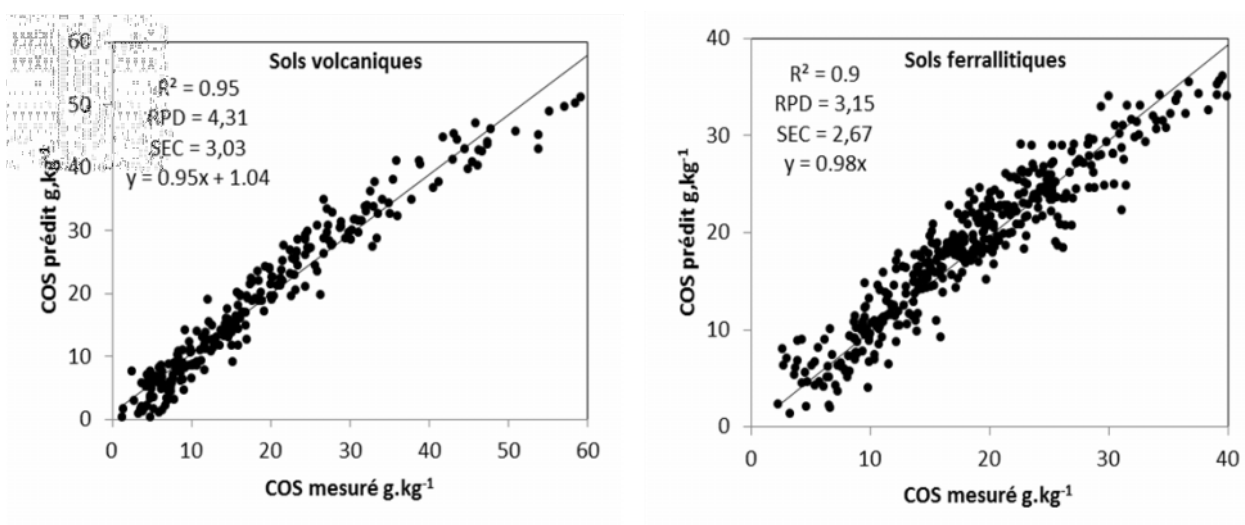 Sols volcaniques
R² = 0.95
RPD = 4,31
SEC = 3,03
y = 0.95x + 1.04
COS prédit g,kg⁻¹
60
50
40
30
20
10
0
0 10 20 30 40 50 60
COS mesuré g.kg⁻¹
Sols ferrallitiques
R² = 0.9
RPD = 3,15
SEC = 2,67
y = 0.98x
COS prédit g,kg⁻¹
40
30
20
10
0
0 10 20 30 40
COS mesuré g.kg⁻¹